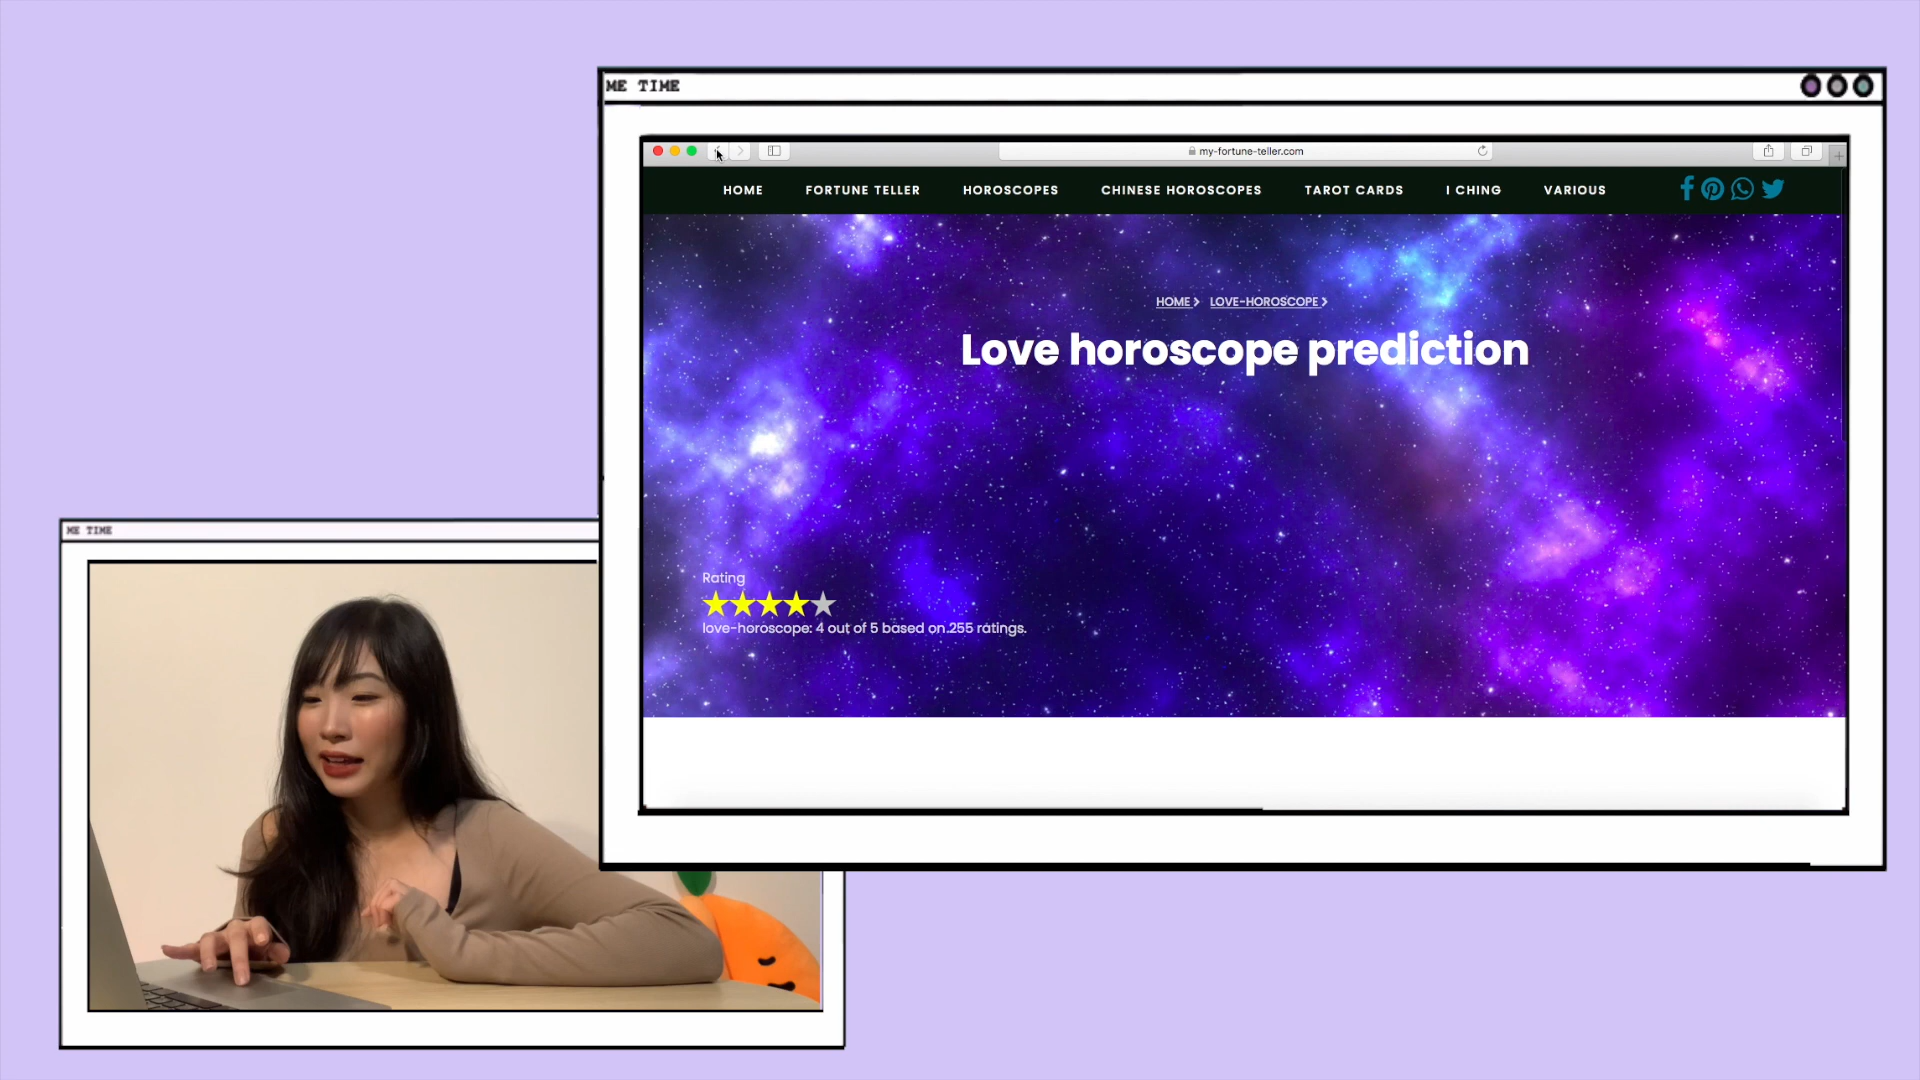 ME TIME
my-fortune-teller.com
HOME FORTUNE TELLER HOROSCOPES CHINESE HOROSCOPES TAROT CARDS I CHING VARIOUS
HOME LOVE-HOROSCOPE
Love horoscope prediction
Rating
love-horoscope: 4 out of 5 based on 255 ratings.
ME TIME